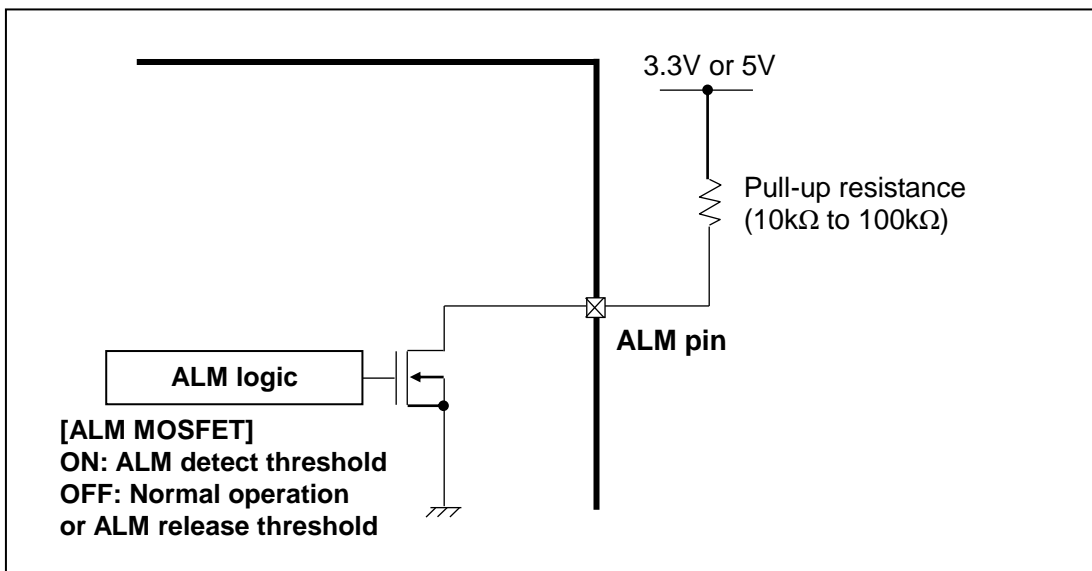 3.3V or 5V
Pull-up resistance
(10kΩ to 100kΩ)
ALM pin
ALM logic
[ALM MOSFET]
ON: ALM detect threshold
OFF: Normal operation
or ALM release threshold